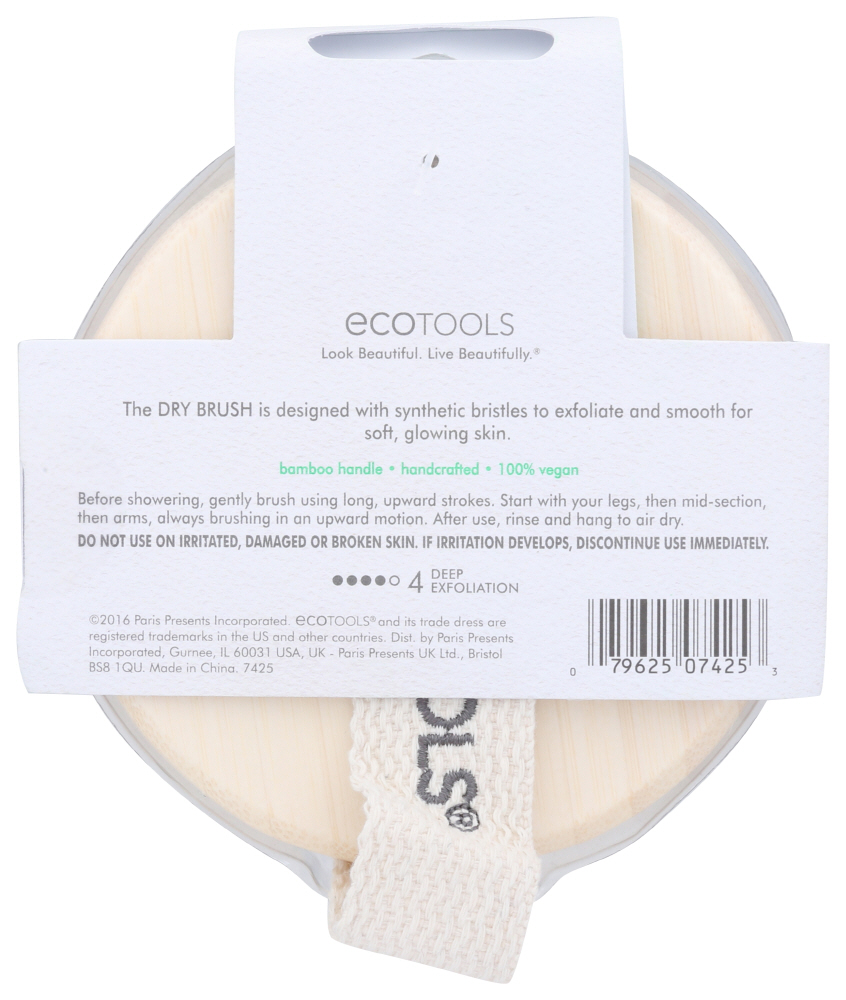 ecoTOOLS
Look Beautiful. Live Beautifully.®
The DRY BRUSH is designed with synthetic bristles to exfoliate and smooth for
soft, glowing skin.
bamboo handle • handcrafted • 100% vegan
Before showering, gently brush using long, upward strokes. Start with your legs, then mid-section,
then arms, always brushing in an upward motion. After use, rinse and hang to air dry.
DO NOT USE ON IRRITATED, DAMAGED OR BROKEN SKIN. IF IRRITATION DEVELOPS, DISCONTINUE USE IMMEDIATELY.
4 DEEP
EXFOLIATION
©2016 Paris Presents Incorporated. ecoTOOLS® and its trade dress are
registered trademarks in the US and other countries. Dist. by Paris Presents
Incorporated, Gurnee, IL 60031 USA, UK - Paris Presents UK Ltd., Bristol
BS8 1QU. Made in China. 7425
0 79625 07425 3
OLS®